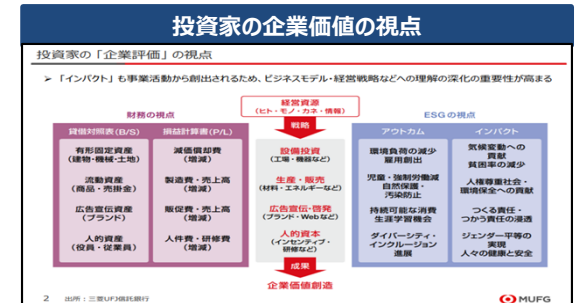 投資家の企業価値の視点
投資家の「企業評価」の視点
➢ 「インパクト」も事業活動から創出されるため、ビジネスモデル・経営戦略などへの理解の深化の重要性が高まる
財務の視点
貸借対照表(B/S)
損益計算書(P/L)
有形固定資産
(建物・機械・土地)
減価償却費
(増減)
流動資産
(商品・売掛金)
製造費・売上高
(増減)
広告宣伝資産
(ブランド)
販促費・売上高
(増減)
人的資産
(役員・従業員)
人件費・研修費
(増減)
経営資源
(ヒト・モノ・カネ・情報)
戦略
設備投資
(工場・機器など)
生産・販売
(材料・エネルギーなど)
広告宣伝・啓発
(ブランド・Webなど)
人的資本
(インセンティブ・
研修など)
成果
企業価値創造
ESGの視点
アウトカム
インパクト
環境負荷の減少
雇用創出
気候変動への
貢献
貧困率の減少
児童・強制労働減
自然保護・
汚染防止
人権尊重社会・
環境保全への貢献
持続可能な消費
生涯学習機会
つくる責任・
つかう責任の浸透
ダイバーシティ・
インクルージョン
進展
ジェンダー平等の
実現
人々の健康と安全
2 出所：三菱UFJ信託銀行
MUFG